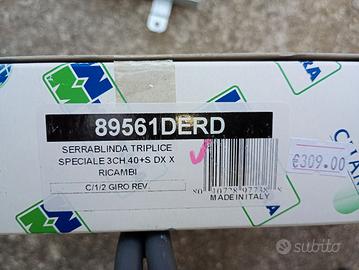 89561DERD
SERRABLINDA TRIPLICE
SPECIALE 3CH.40+S DX X
RICAMBI
C/1/2 GIRO REV.
MADE IN ITALY
€309.00
subito